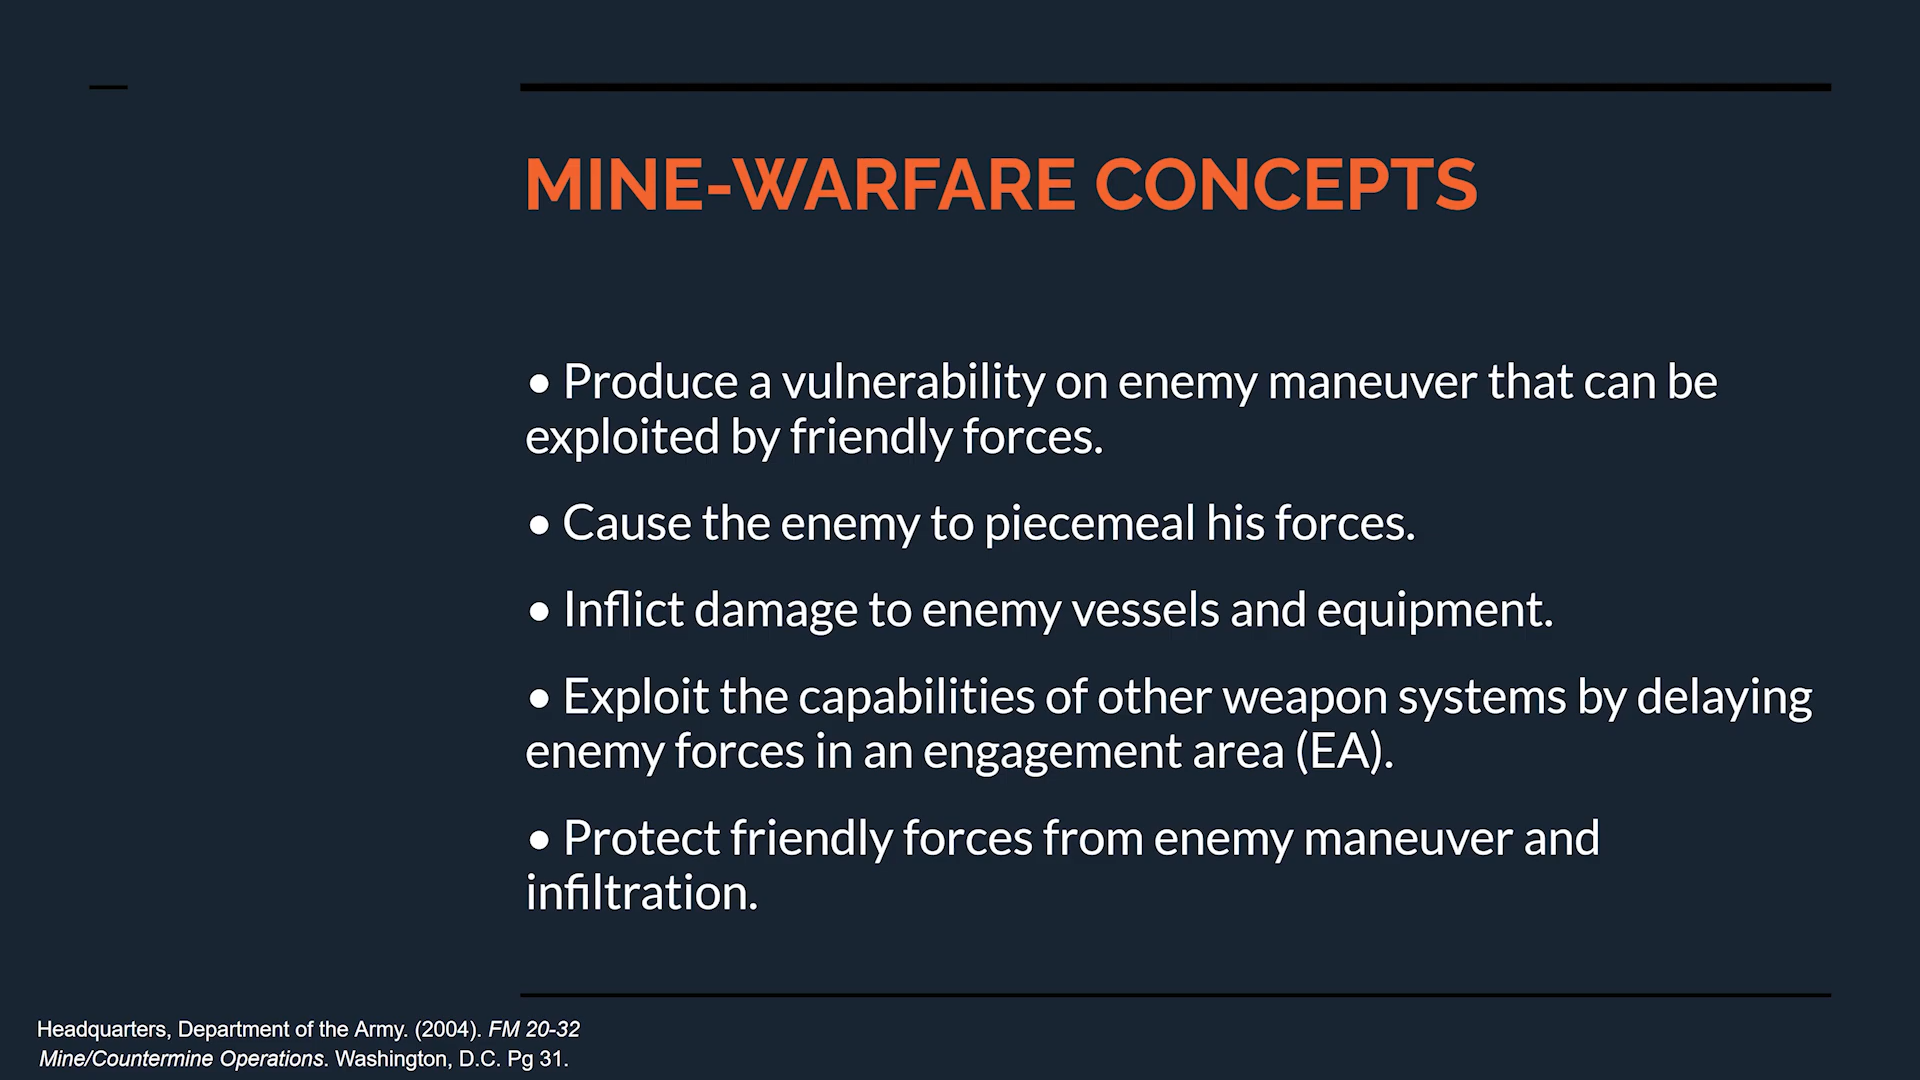 MINE-WARFARE CONCEPTS
• Produce a vulnerability on enemy maneuver that can be
exploited by friendly forces.
• Cause the enemy to piecemeal his forces.
• Inflict damage to enemy vessels and equipment.
• Exploit the capabilities of other weapon systems by delaying
enemy forces in an engagement area (EA).
• Protect friendly forces from enemy maneuver and
infiltration.
Headquarters, Department of the Army. (2004). FM 20-32
Mine/Countermine Operations. Washington, D.C. Pg 31.